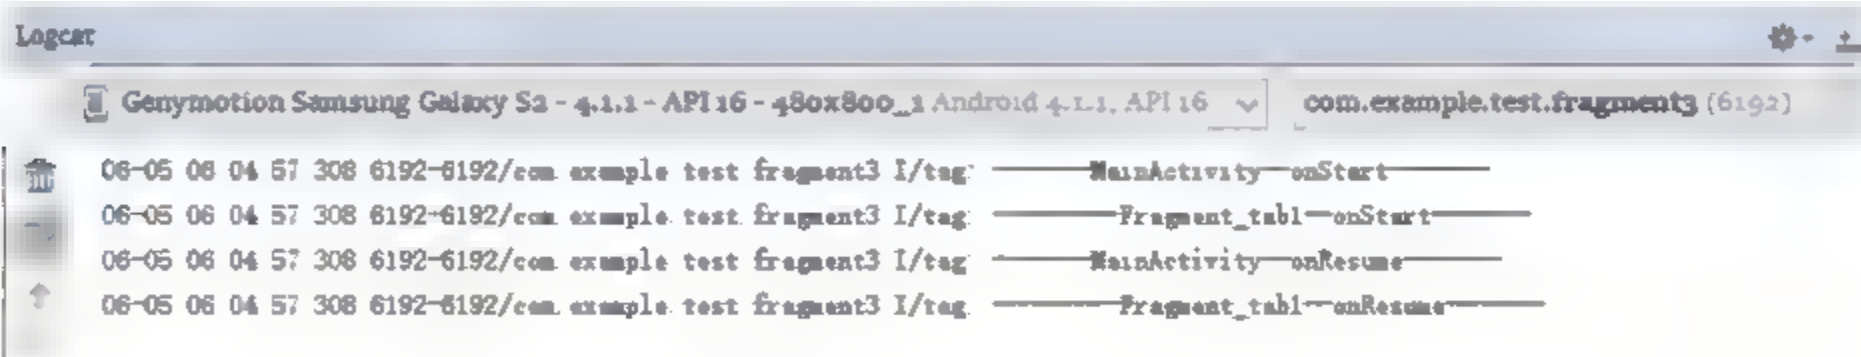 Logcat
Genymotion Samsung Galaxy S2 - 4.1.1 - API 16 - 480x800_1 Android 4.1.1, API 16 com.example.test.fragment3 (6192)
06-05 06:04:57.308 6192-6192/com.example.test.fragment3 I/tag: ————MainActivity——onStart————
06-05 06:04:57.308 6192-6192/com.example.test.fragment3 I/tag: ————Fragment_tab1——onStart————
06-05 06:04:57.308 6192-6192/com.example.test.fragment3 I/tag: ————MainActivity——onResume————
06-05 06:04:57.308 6192-6192/com.example.test.fragment3 I/tag: ————Fragment_tab1——onResume————